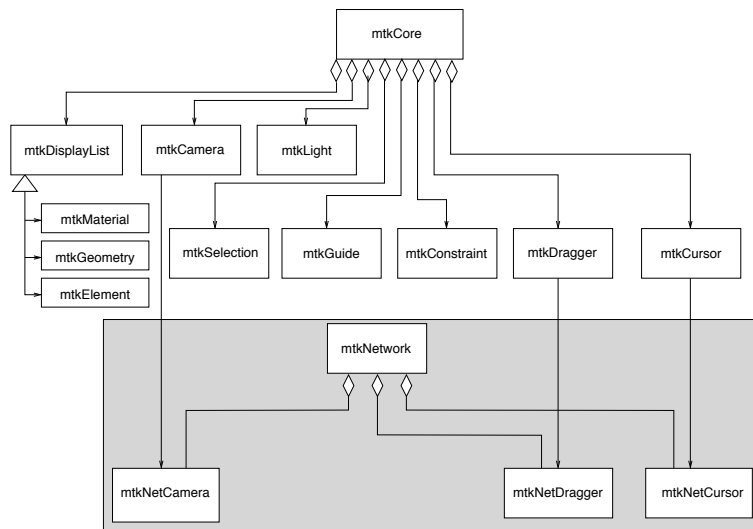 mtkCore
mtkDisplayList
mtkCamera
mtkLight
mtkMaterial
mtkGeometry
mtkElement
mtkSelection
mtkGuide
mtkConstraint
mtkDragger
mtkCursor
mtkNetwork
mtkNetCamera
mtkNetDragger
mtkNetCursor